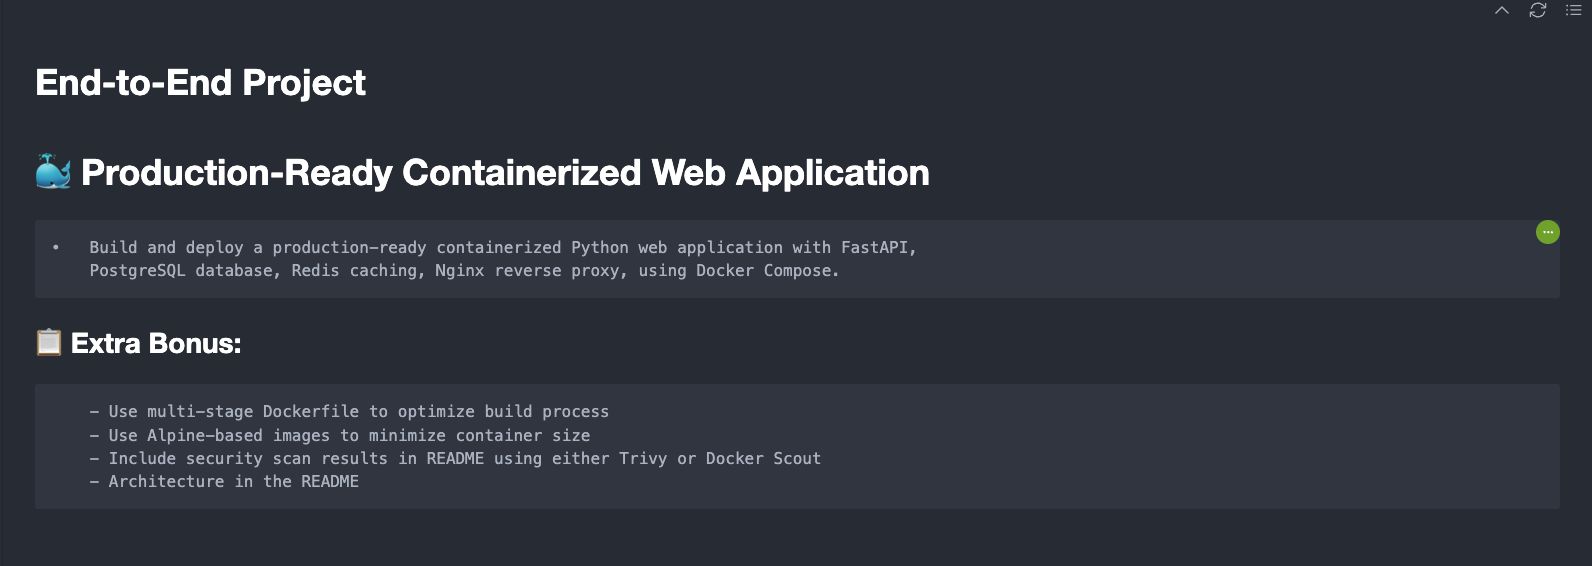 End-to-End Project
🐳 Production-Ready Containerized Web Application
• Build and deploy a production-ready containerized Python web application with FastAPI,
PostgreSQL database, Redis caching, Nginx reverse proxy, using Docker Compose.
📋 Extra Bonus:
- Use multi-stage Dockerfile to optimize build process
- Use Alpine-based images to minimize container size
- Include security scan results in README using either Trivy or Docker Scout
- Architecture in the README